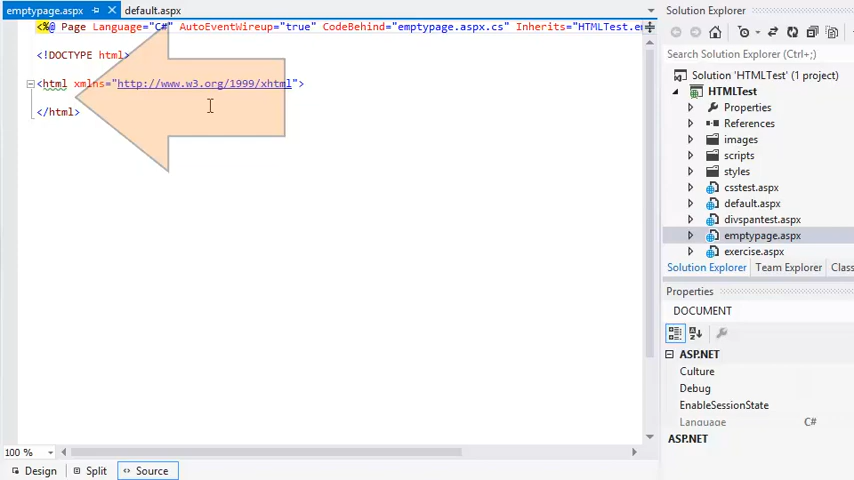 emptypage.aspx default.aspx
<%@ Page Language="C#" AutoEventWireup="true" CodeBehind="emptypage.aspx.cs" Inherits="HTMLTest.e
<!DOCTYPE html>
<html xmlns="http://www.w3.org/1999/xhtml">
</html>
100 %
Design Split Source
Solution Explorer
Search Solution Explorer (Ctrl+;)
Solution 'HTMLTest' (1 project)
HTMLTest
Properties
References
images
scripts
styles
csstest.aspx
default.aspx
divspantest.aspx
emptypage.aspx
exercise.aspx
Solution Explorer Team Explorer Class
Properties
DOCUMENT
ASP.NET
Culture
Debug
EnableSessionState
Language C#
ASP.NET